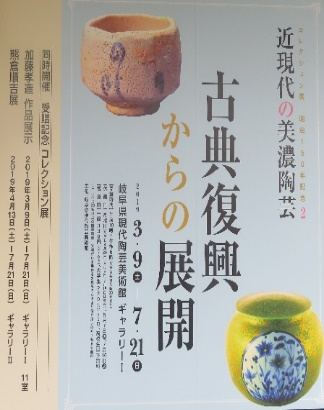 近現代の美濃陶芸
古典復興
からの展開
2019
3・9(土)―7・21(日)
岐阜県現代陶芸美術館 ギャラリーI
同時開催 受贈記念 コレクション展
加藤孝造 作品展示 2019年3月9日(土)―7月21日(日) ギャラリーI 11室
熊倉順吉展 2019年4月13日(土)―7月21日(日) ギャラリーII